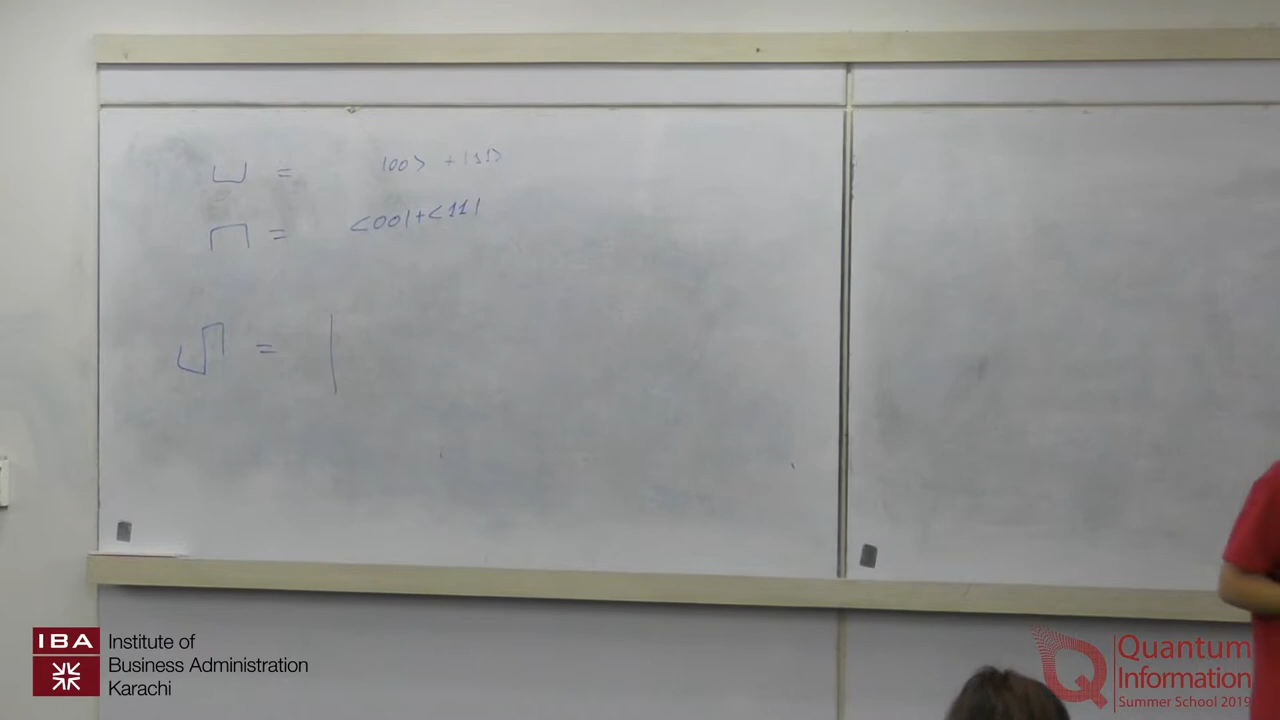 ⊔ = |00> + |11>
⊓ = <00|+<11|
= |
IBA
Institute of
Business Administration
Karachi
Quantum
Information
Summer School 2019